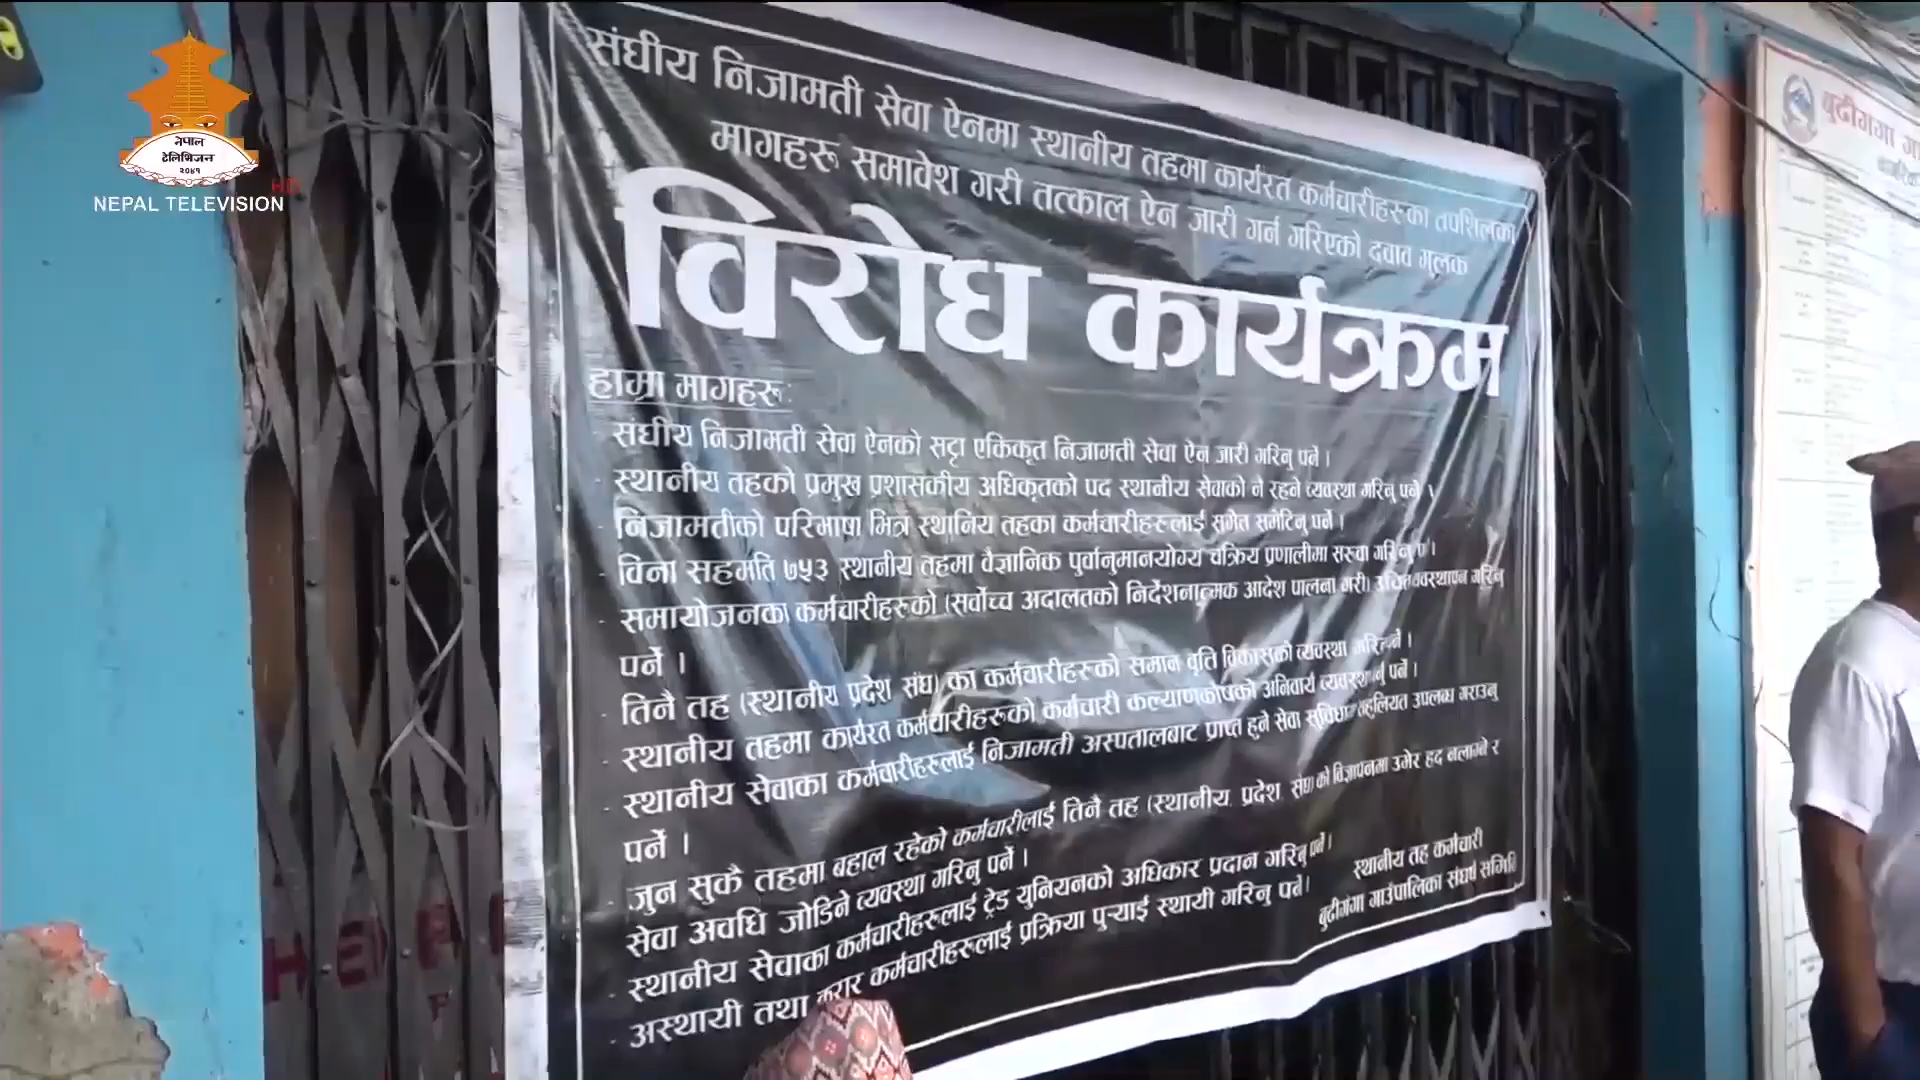 नेपाल
टेलिभिजन
२०४१
HD
NEPAL TELEVISION
संघीय निजामती सेवा ऐनमा स्थानीय तहमा कार्यरत कर्मचारीहरुका तपशिलका
मागहरू समावेश गरी तत्काल ऐन जारी गर्न गरिएको दवाव मुलक
विरोध कार्यक्रम
हाम्रा मागहरू:
- संघीय निजामती सेवा ऐनको सट्टा एकिकृत निजामती सेवा ऐन जारी गरिनु पर्ने ।
- स्थानीय तहको प्रमुख प्रशासकीय अधिकृतको पद स्थानीय सेवाको नै रहने व्यवस्था गरिनु पर्ने ।
- निजामतीको परिभाषा भित्र स्थानिय तहका कर्मचारीहरुलाई समेत समेटिनु पर्ने ।
- विना सहमति ७५३ स्थानीय तहमा वैज्ञानिक पुर्वानुमानयोग्य चक्रिय प्रणालीमा सरुवा गरिनु
- समायोजनका कर्मचारीहरुको (सर्वोच्च अदालतको निर्देशनात्मक आदेश पालना गरी) गरिनु
पर्ने ।
- तिनै तह (स्थानीय प्रदेश संघ) का कर्मचारीहरुको समान वृति विकासको व्यवस्था
- स्थानीय तहमा कार्यरत कर्मचारीहरुको कर्मचारी कल्याणकोषको अनिवार्य पर्ने ।
- स्थानीय सेवाका कर्मचारीहरुलाई निजामती अस्पतालबाट प्राप्त हुने सेवा सुविधा उपलब्ध गराउनु
पर्ने ।
- जुन सुकै तहमा बहाल रहेको कर्मचारीलाई तिनै तह (स्थानीय, प्रदेश, संघ) को विज्ञापनमा उमेर हद नलाग्ने र
सेवा अवधि जोडिने व्यवस्था गरिनु पर्ने ।
- स्थानीय सेवाका कर्मचारीहरुलाई ट्रेड युनियनको अधिकार प्रदान गरिनु पर्ने।
- अस्थायी तथा करार कर्मचारीहरुलाई प्रक्रिया पुऱ्याई स्थायी गरिनु पर्ने।
स्थानीय तह कर्मचारी
बुढीगंगा गाउंपालिका संघर्ष समिति
बुढीगंगा